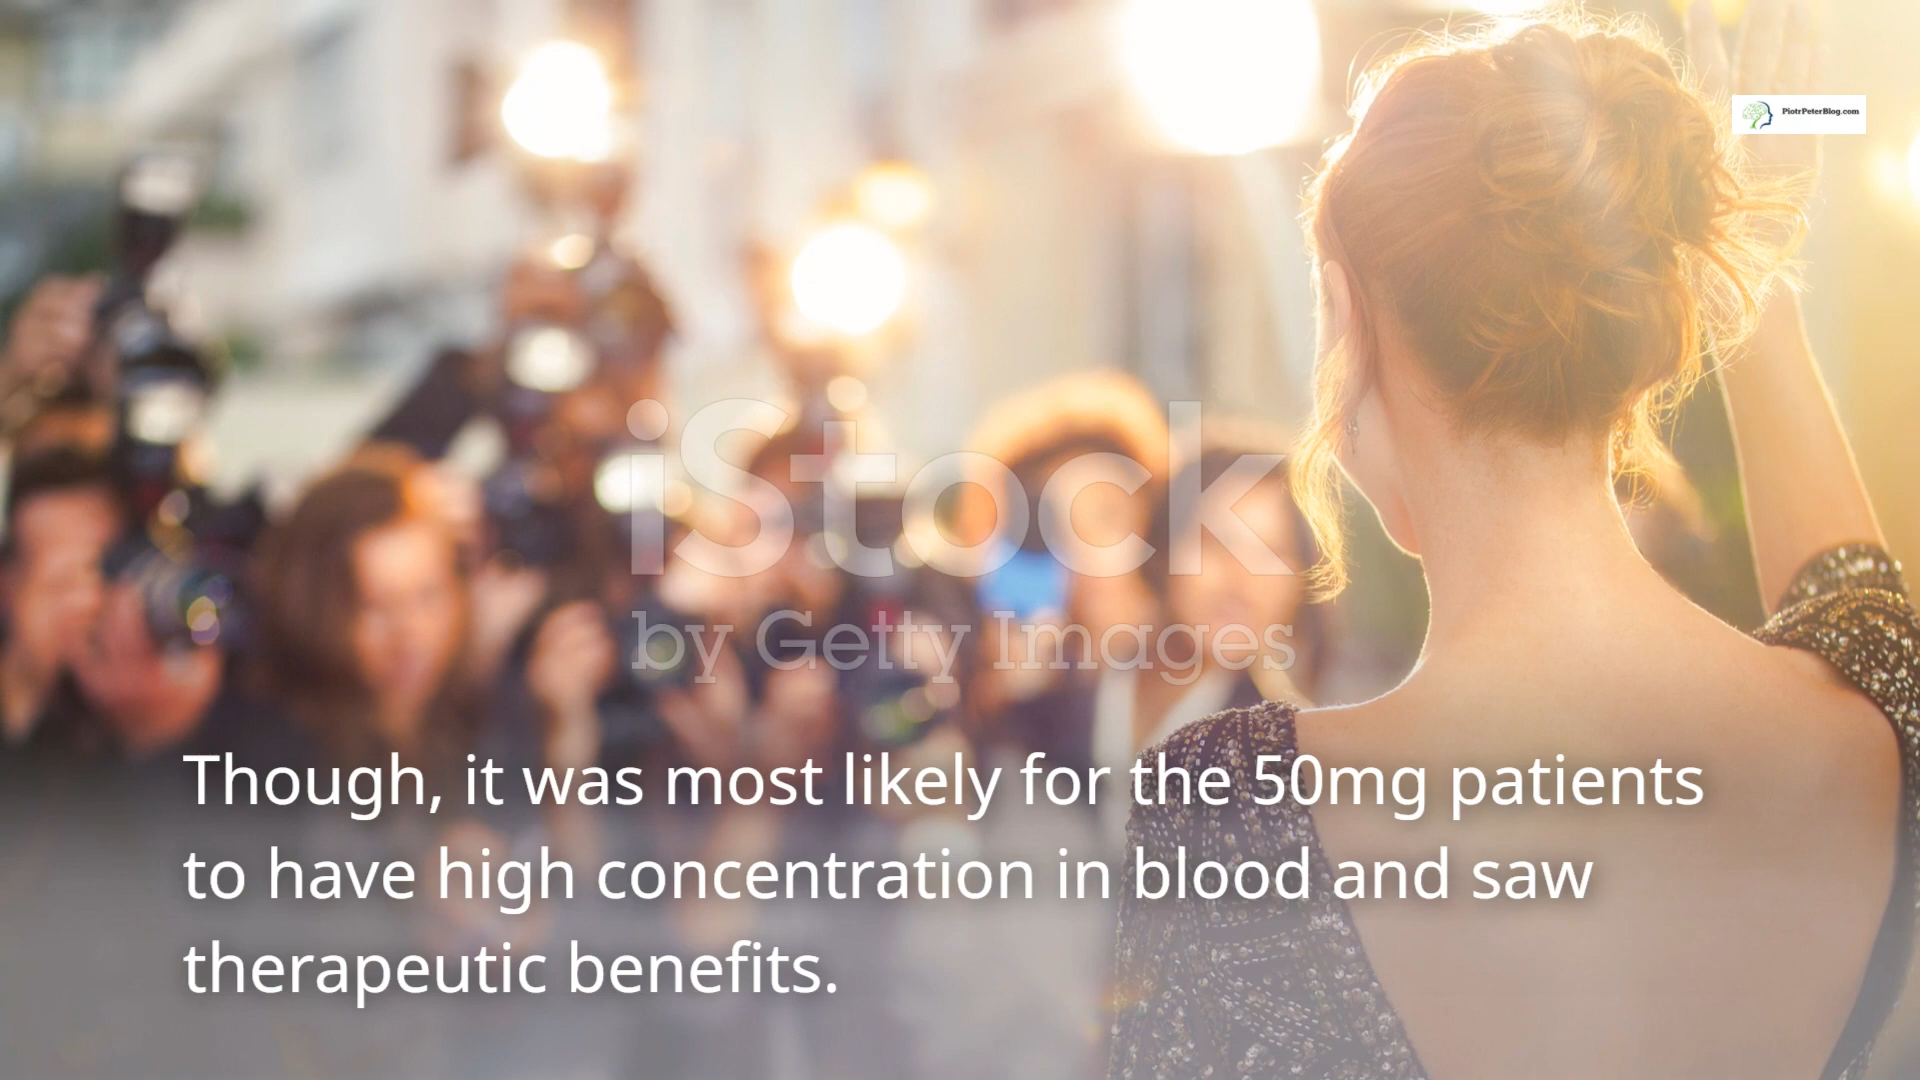 PiotrPeterBlog.com
iStock
by Getty Images
Though, it was most likely for the 50mg patients
to have high concentration in blood and saw
therapeutic benefits.